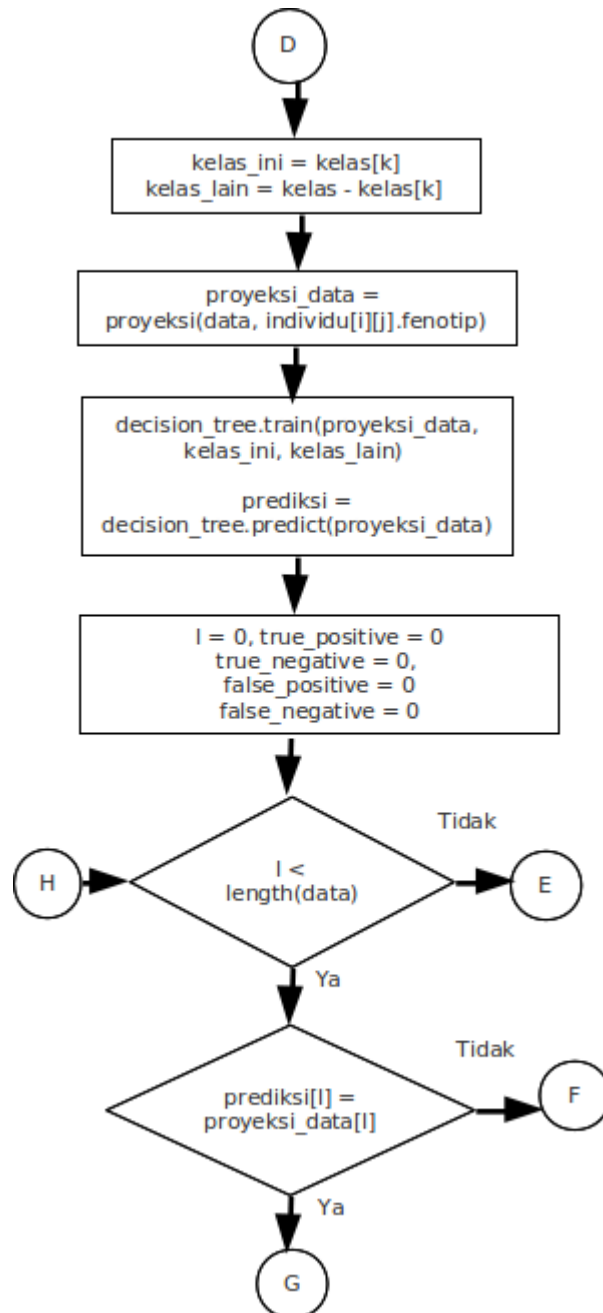 D
kelas_ini = kelas[k]
kelas_lain = kelas - kelas[k]
proyeksi_data =
proyeksi(data, individu[i][j].fenotip)
decision_tree.train(proyeksi_data,
kelas_ini, kelas_lain)
prediksi =
decision_tree.predict(proyeksi_data)
l = 0, true_positive = 0
true_negative = 0,
false_positive = 0
false_negative = 0
Tidak
H
l <
length(data)
E
Ya
Tidak
prediksi[l] =
proyeksi_data[l]
F
Ya
G